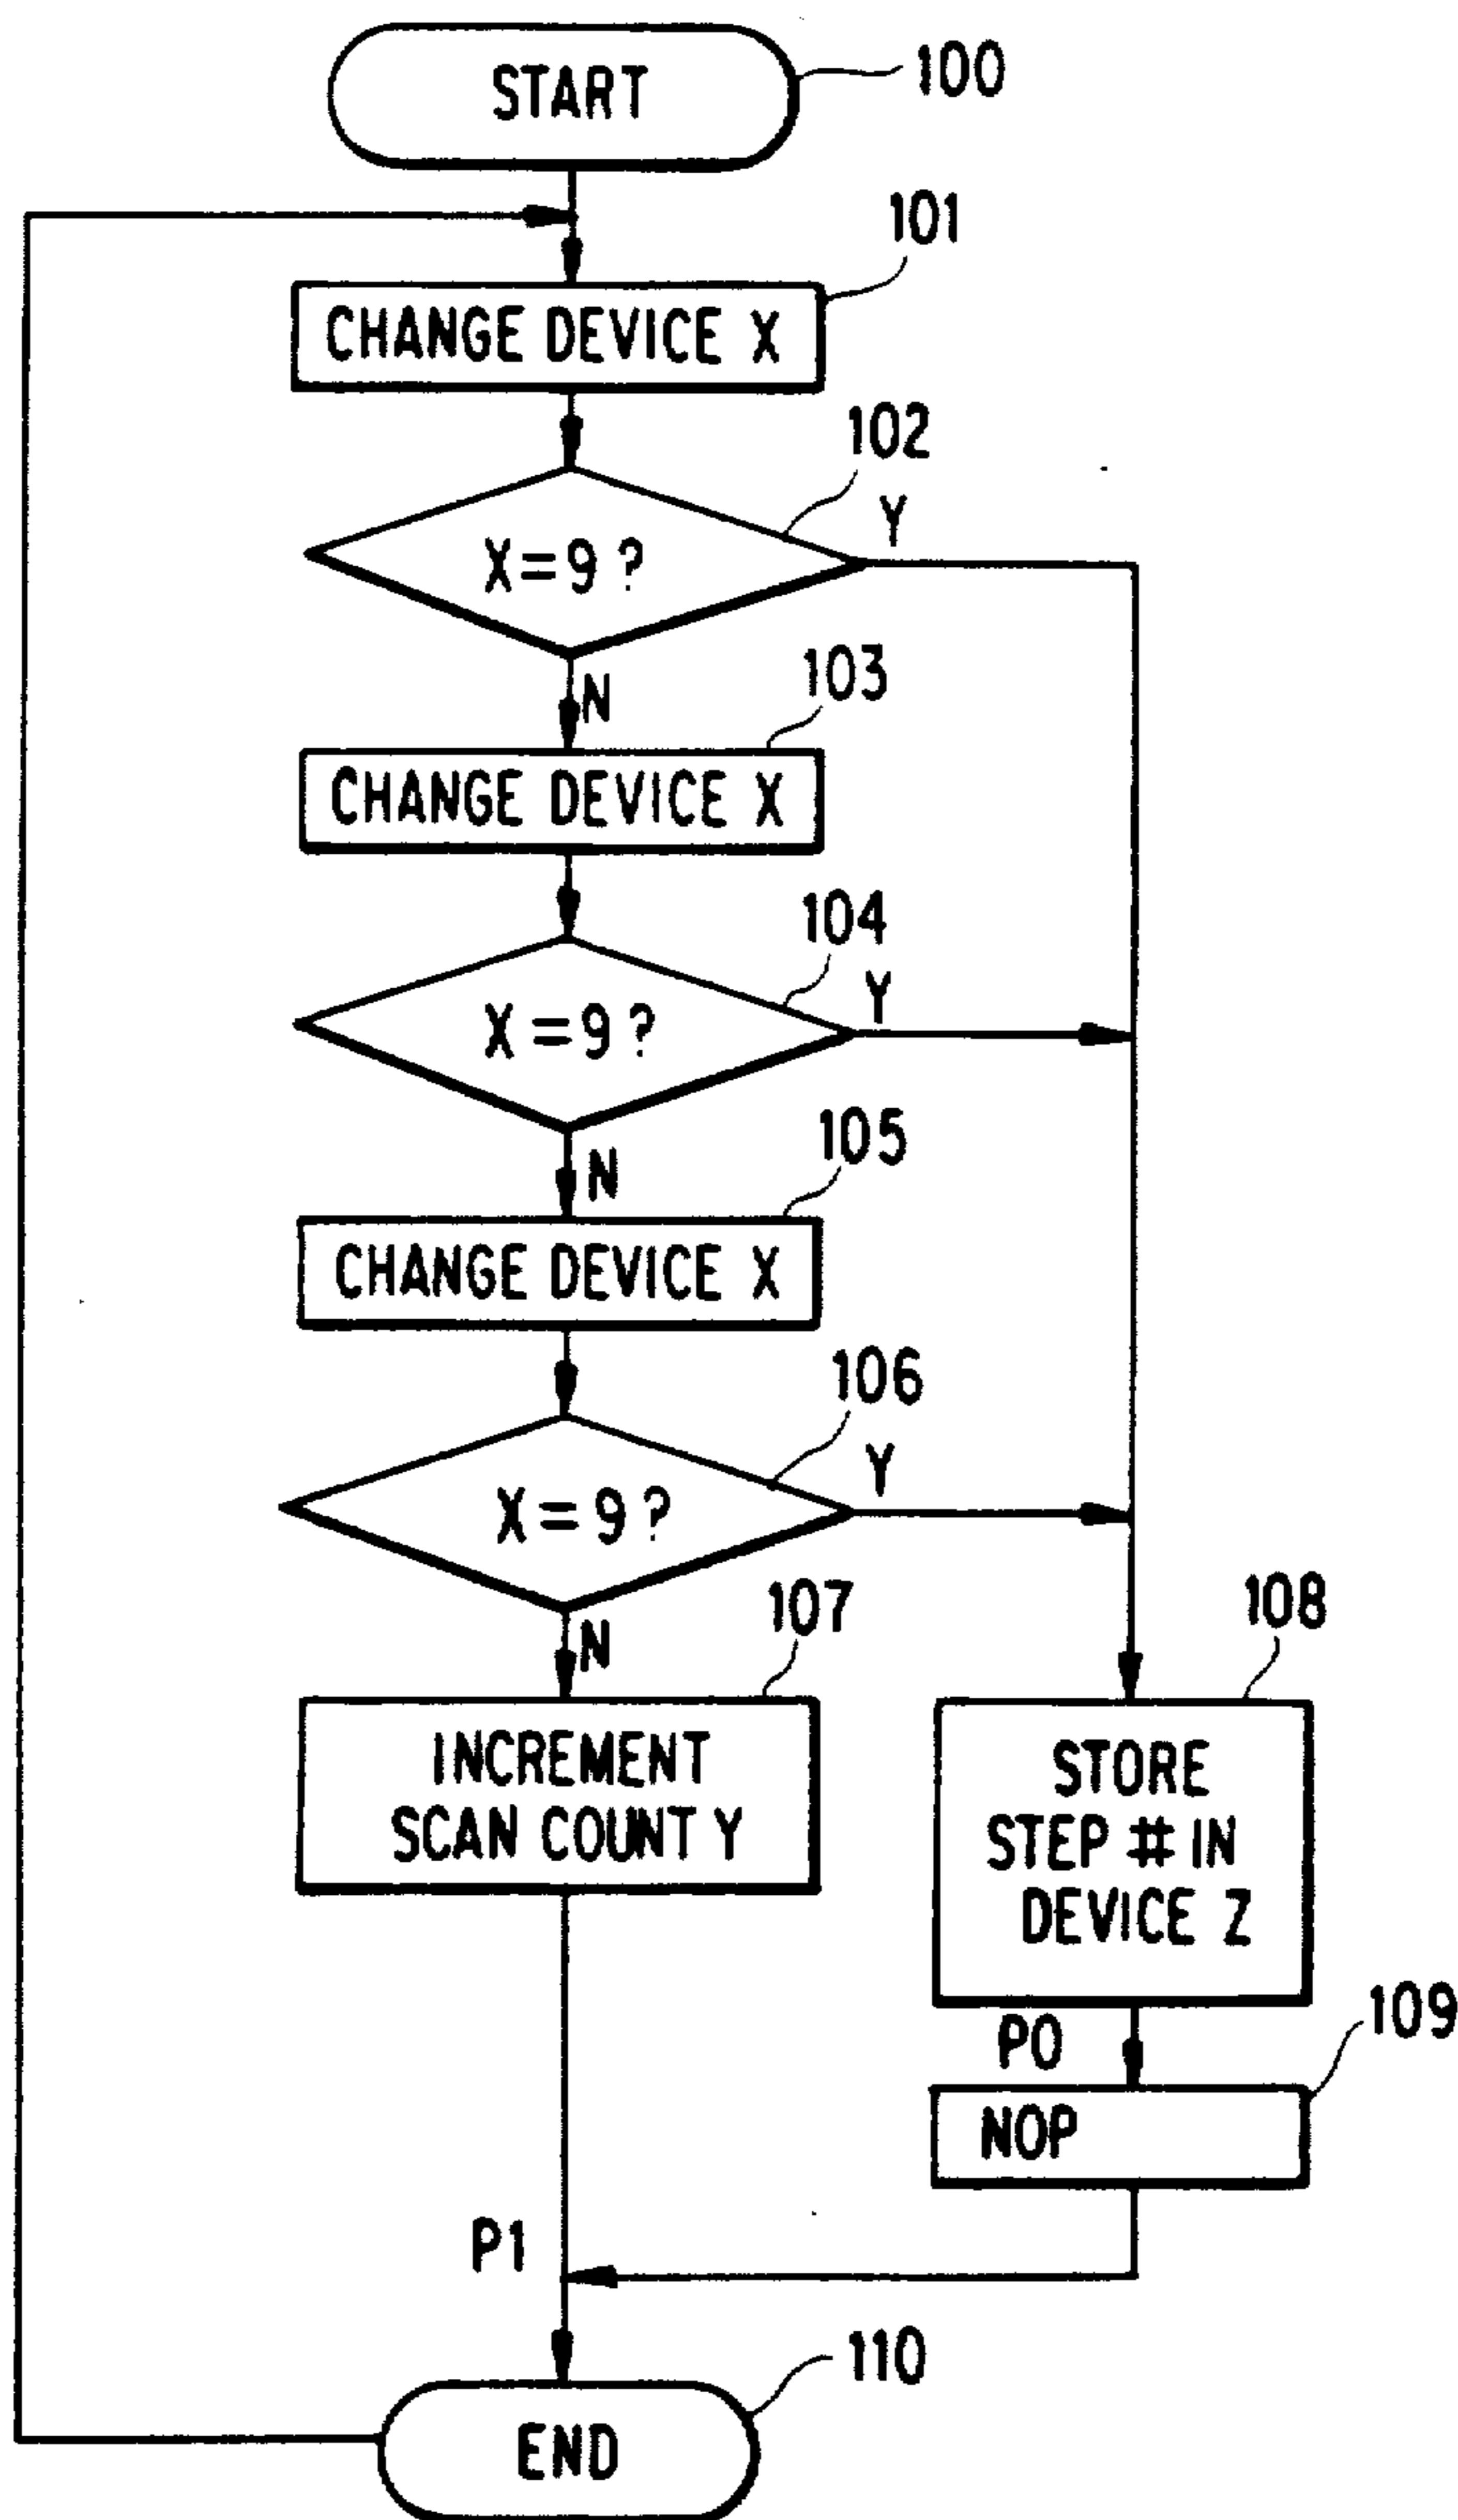 START
100
101
CHANGE DEVICE X
102
Y
X=9?
N
103
CHANGE DEVICE X
104
Y
X=9?
N
105
CHANGE DEVICE X
106
Y
X=9?
N
107
108
INCREMENT
SCAN COUNT Y
STORE
STEP # IN
DEVICE Z
P0
109
NOP
P1
110
END